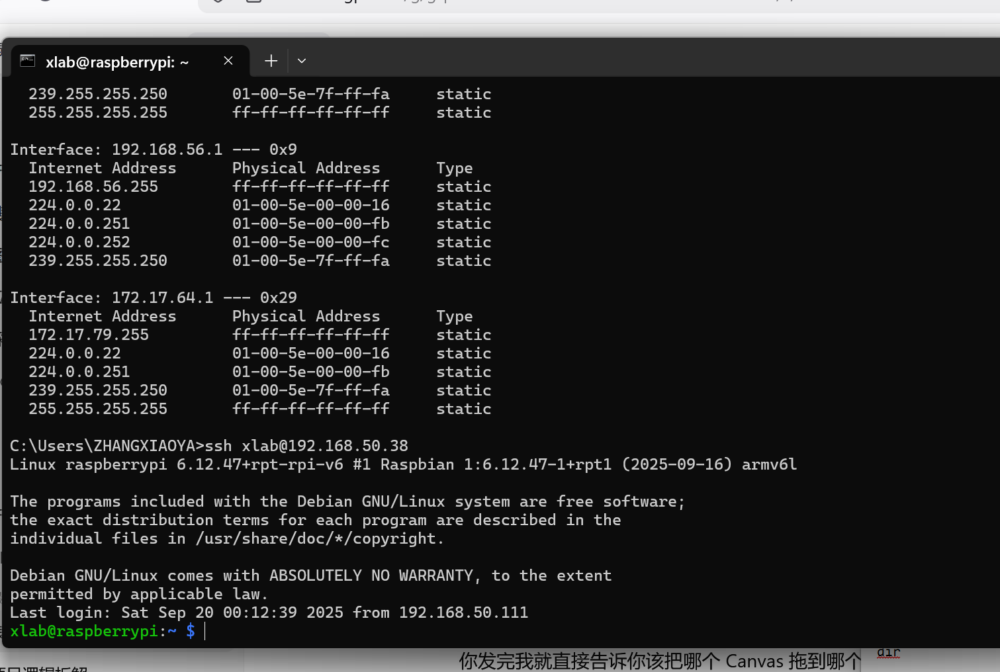 xlab@raspberrypi: ~
239.255.255.250 01-00-5e-7f-ff-fa static
255.255.255.255 ff-ff-ff-ff-ff-ff static
Interface: 192.168.56.1 --- 0x9
Internet Address Physical Address Type
192.168.56.255 ff-ff-ff-ff-ff-ff static
224.0.0.22 01-00-5e-00-00-16 static
224.0.0.251 01-00-5e-00-00-fb static
224.0.0.252 01-00-5e-00-00-fc static
239.255.255.250 01-00-5e-7f-ff-fa static
Interface: 172.17.64.1 --- 0x29
Internet Address Physical Address Type
172.17.79.255 ff-ff-ff-ff-ff-ff static
224.0.0.22 01-00-5e-00-00-16 static
224.0.0.251 01-00-5e-00-00-fb static
239.255.255.250 01-00-5e-7f-ff-fa static
255.255.255.255 ff-ff-ff-ff-ff-ff static
C:\Users\ZHANGXIAOYA>ssh xlab@192.168.50.38
Linux raspberrypi 6.12.47+rpt-rpi-v6 #1 Raspbian 1:6.12.47-1+rpt1 (2025-09-16) armv6l
The programs included with the Debian GNU/Linux system are free software;
the exact distribution terms for each program are described in the
individual files in /usr/share/doc/*/copyright.
Debian GNU/Linux comes with ABSOLUTELY NO WARRANTY, to the extent
permitted by applicable law.
Last login: Sat Sep 20 00:12:39 2025 from 192.168.50.111
xlab@raspberrypi:~ $
你发完我就直接告诉你该把哪个 Canvas 拖到哪个
dir